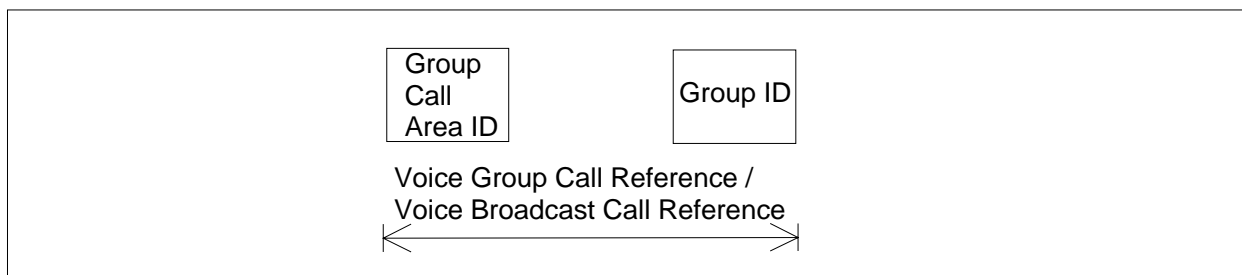 Group
Call
Area ID
Group ID
Voice Group Call Reference /
Voice Broadcast Call Reference